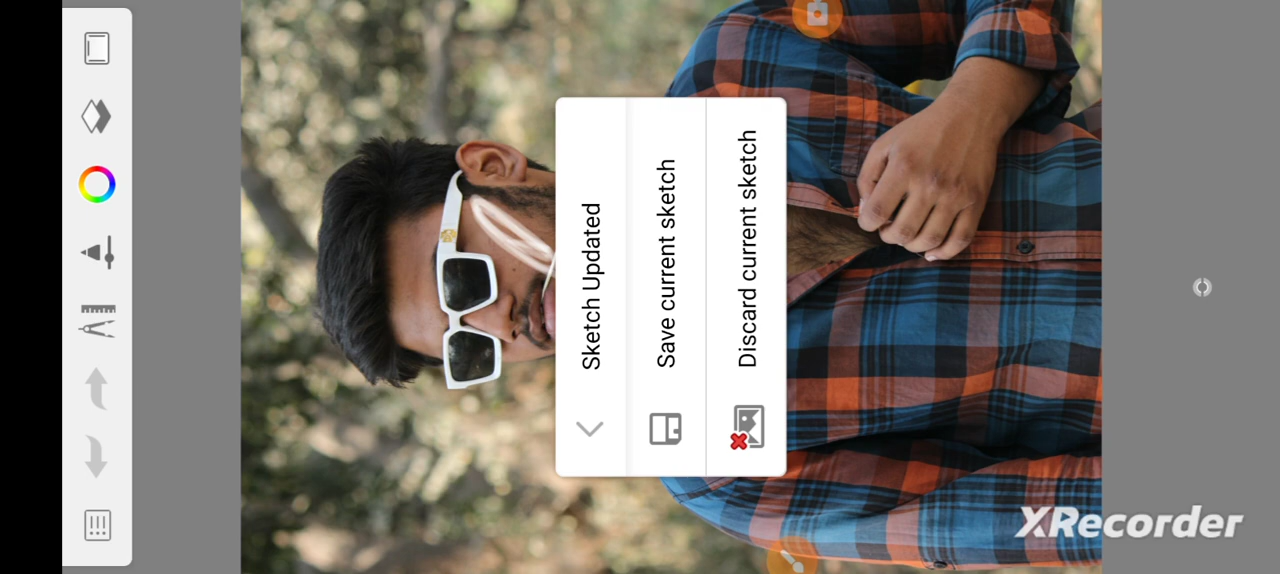 Sketch Updated
Save current sketch
Discard current sketch
XRecorder